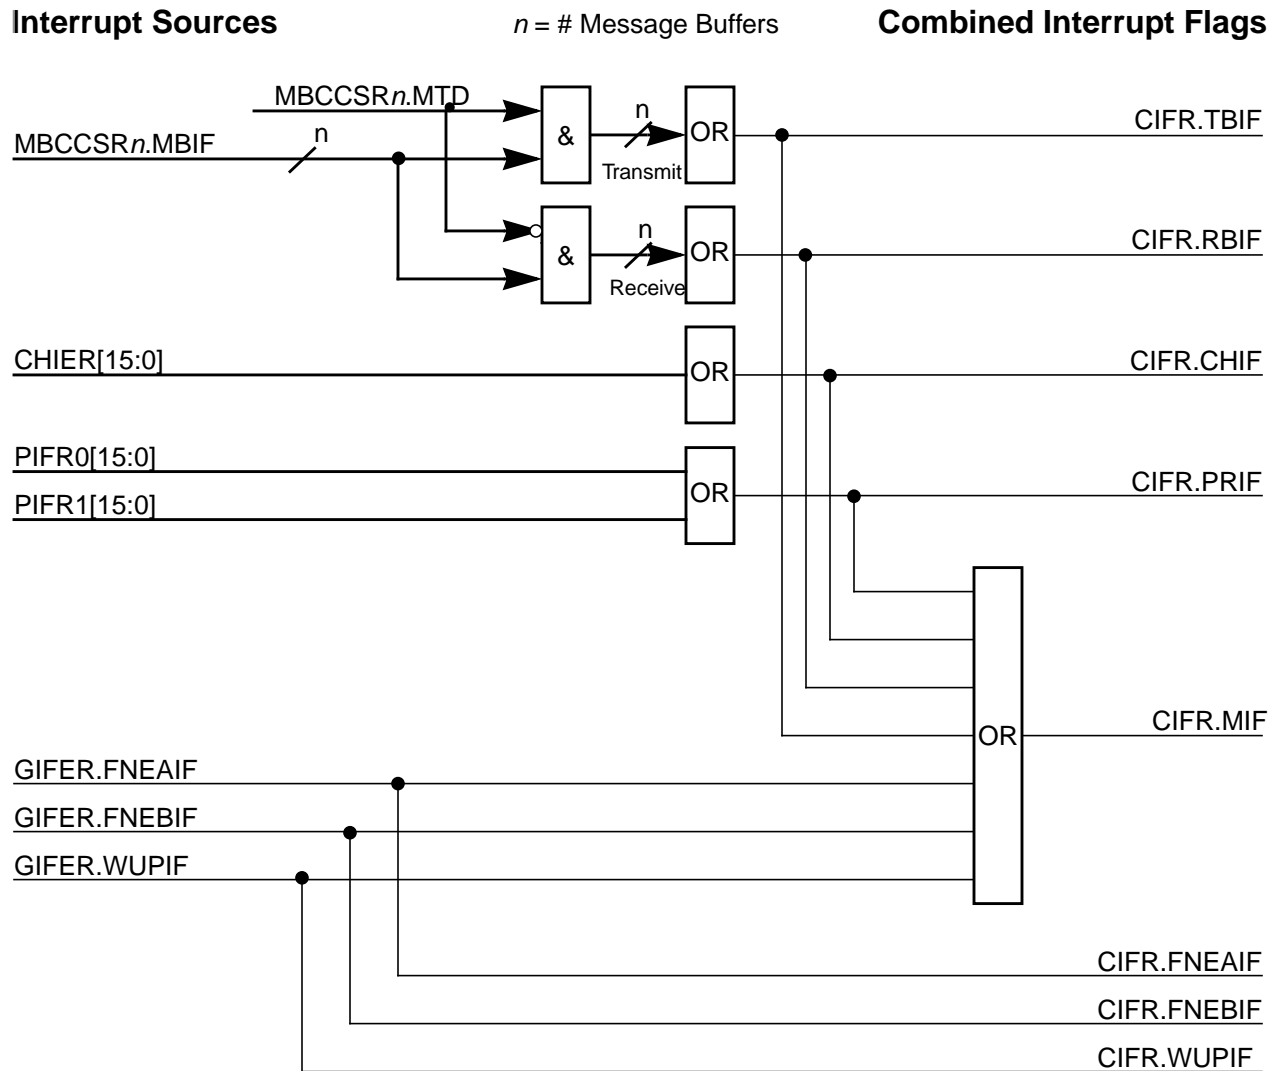 Interrupt Sources
n = # Message Buffers
Combined Interrupt Flags
MBCCSRn.MTD
MBCCSRn.MBIF
n
&
n
Transmit
OR
CIFR.TBIF
&
n
Receive
OR
CIFR.RBIF
CHIER[15:0]
OR
CIFR.CHIF
PIFR0[15:0]
PIFR1[15:0]
OR
CIFR.PRIF
OR
CIFR.MIF
GIFER.FNEAIF
GIFER.FNEBIF
GIFER.WUPIF
CIFR.FNEAIF
CIFR.FNEBIF
CIFR.WUPIF